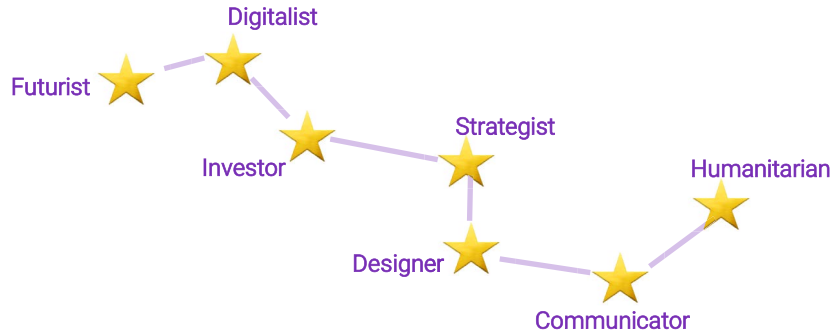 Digitalist
Futurist
Strategist
Investor
Humanitarian
Designer
Communicator